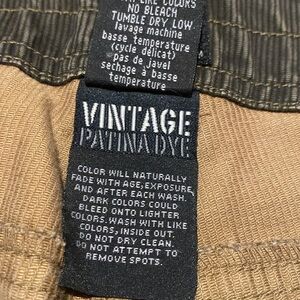 LIKE COLORS
NO BLEACH
TUMBLE DRY LOW
lavage machine
basse temperature
(cycle delicat)
pas de javel
sechage à basse
temperature
VINTAGE
PATINA DYE
COLOR WILL NATURALLY
FADE WITH AGE, EXPOSURE
AND AFTER EACH WASH.
DARK COLORS COULD
BLEED ONTO LIGHTER
COLORS. WASH WITH LIKE
COLORS, INSIDE OUT.
DO NOT DRY CLEAN.
DO NOT ATTEMPT TO
REMOVE SPOTS.